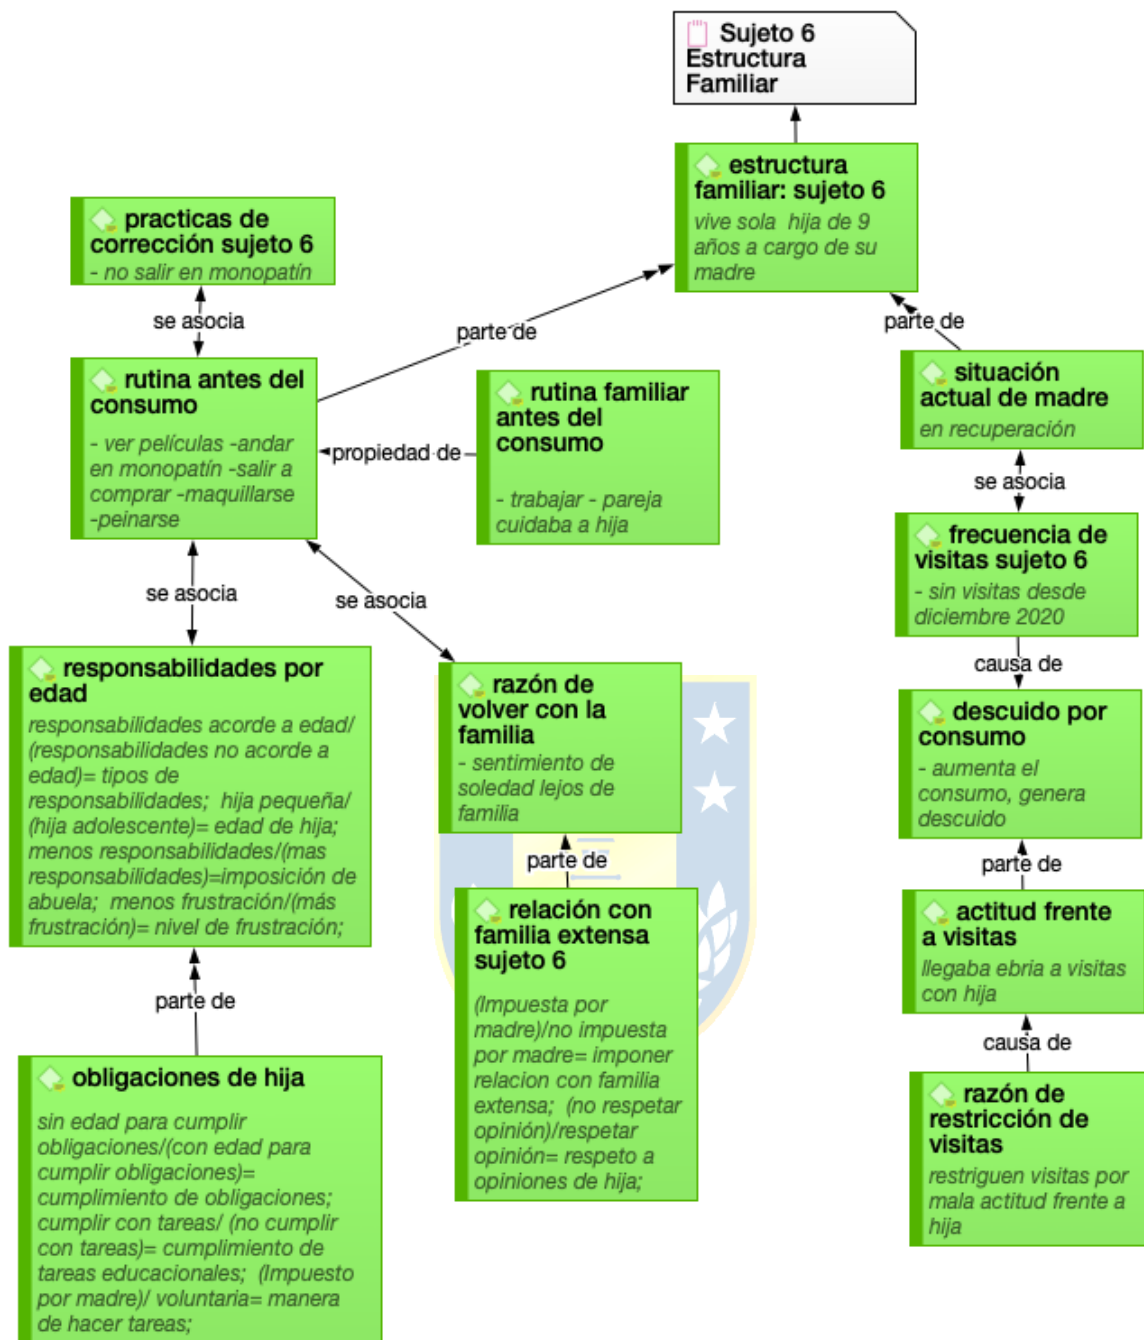 Sujeto 6
Estructura
Familiar
estructura
familiar: sujeto 6
vive sola  hija de 9
años a cargo de su
madre
practicas de
corrección sujeto 6
- no salir en monopatín
se asocia
parte de
parte de
rutina antes del
consumo
- ver películas -andar
en monopatín -salir a
comprar -maquillarse
-peinarse
propiedad de
rutina familiar
antes del
consumo
- trabajar - pareja
cuidaba a hija
situación
actual de madre
en recuperación
se asocia
frecuencia de
visitas sujeto 6
- sin visitas desde
diciembre 2020
se asocia
se asocia
causa de
responsabilidades por
edad
responsabilidades acorde a edad/
(responsabilidades no acorde a
edad)= tipos de
responsabilidades;  hija pequeña/
(hija adolescente)= edad de hija;
menos responsabilidades/(mas
responsabilidades)=imposición de
abuela;  menos frustración/(más
frustración)= nivel de frustración;
razón de
volver con la
familia
- sentimiento de
soledad lejos de
familia
descuido por
consumo
- aumenta el
consumo, genera
descuido
parte de
parte de
parte de
relación con
familia extensa
sujeto 6
(Impuesta por
madre)/no impuesta
por madre= imponer
relacion con familia
extensa;  (no respetar
opinión)/respetar
opinión= respeto a
opiniones de hija;
actitud frente
a visitas
llegaba ebria a visitas
con hija
causa de
obligaciones de hija
sin edad para cumplir
obligaciones/(con edad para
cumplir obligaciones)=
cumplimiento de obligaciones;
cumplir con tareas/ (no cumplir
con tareas)= cumplimiento de
tareas educacionales;  (Impuesto
por madre)/ voluntaria= manera
de hacer tareas;
razón de
restricción de
visitas
restriguen visitas por
mala actitud frente a
hija